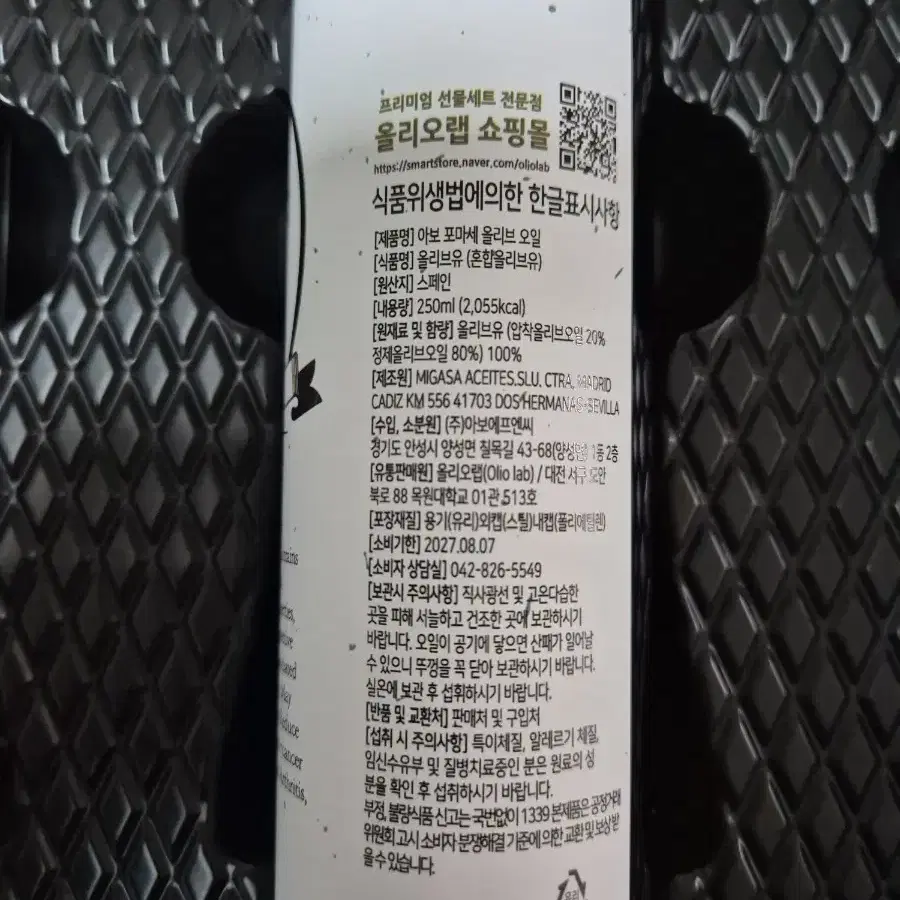 프리미엄 선물세트 전문점
올리오랩 쇼핑몰
https://smartstore.naver.com/oliolab
식품위생법에의한 한글표시사항
[제품명] 아보 포마세 올리브 오일
[식품명] 올리브유 (혼합올리브유)
[원산지] 스페인
[내용량] 250ml (2,055kcal)
[원재료 및 함량] 올리브유 (압착올리브오일 20%
정제올리브오일 80%) 100%
[제조원] MIGASA ACEITES.SLU. CTRA. MADRID
CADIZ KM 556 41703 DOS HERMANAS-SEVILLA
[수입, 소분원] (주)아보에프엔씨
경기도 안성시 양성면 칠목길 43-68(양성면) 2층
[유통판매원] 올리오랩(Olio lab) / 대전 서구 도안
북로 88 목원대학교 01관 513호
[포장재질] 용기(유리)외캡(스틸)내캡(폴리에틸렌)
[소비기한] 2027.08.07
[소비자 상담실] 042-826-5549
[보관시 주의사항] 직사광선 및 고온다습한
곳을 피해 서늘하고 건조한 곳에 보관하시기
바랍니다. 오일이 공기에 닿으면 산패가 일어날
수 있으니 뚜껑을 꼭 닫아 보관하시기 바랍니다.
실온에 보관 후 섭취하시기 바랍니다.
[반품 및 교환처] 판매처 및 구입처
[섭취 시 주의사항] 특이체질, 알레르기 체질,
임신수유부 및 질병치료중인 분은 원료의 성
분을 확인 후 섭취하시기 바랍니다.
부정, 불량식품 신고는 국번없이 1339 본제품은 공정거래
위원회 고시 소비자 분쟁해결 기준에 의한 교환 및 보상 받
을 수 있습니다.
유리